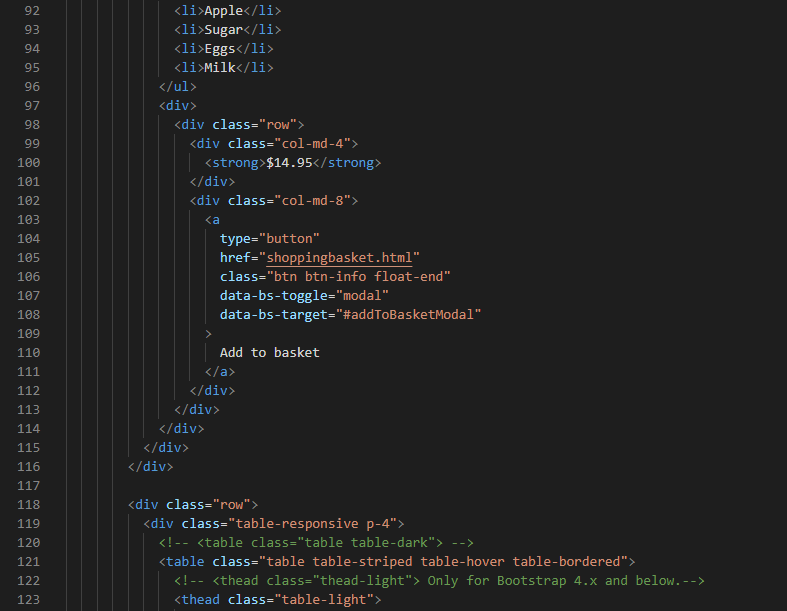 92 <li>Apple</li>
93 <li>Sugar</li>
94 <li>Eggs</li>
95 <li>Milk</li>
96 </ul>
97 <div>
98 <div class="row">
99 <div class="col-md-4">
100 <strong>$14.95</strong>
101 </div>
102 <div class="col-md-8">
103 <a
104 type="button"
105 href="shoppingbasket.html"
106 class="btn btn-info float-end"
107 data-bs-toggle="modal"
108 data-bs-target="#addToBasketModal"
109 >
110 Add to basket
111 </a>
112 </div>
113 </div>
114 </div>
115 </div>
116 </div>
117
118 <div class="row">
119 <div class="table-responsive p-4">
120 <!-- <table class="table table-dark"> -->
121 <table class="table table-striped table-hover table-bordered">
122 <!-- <thead class="thead-light"> Only for Bootstrap 4.x and below.-->
123 <thead class="table-light">